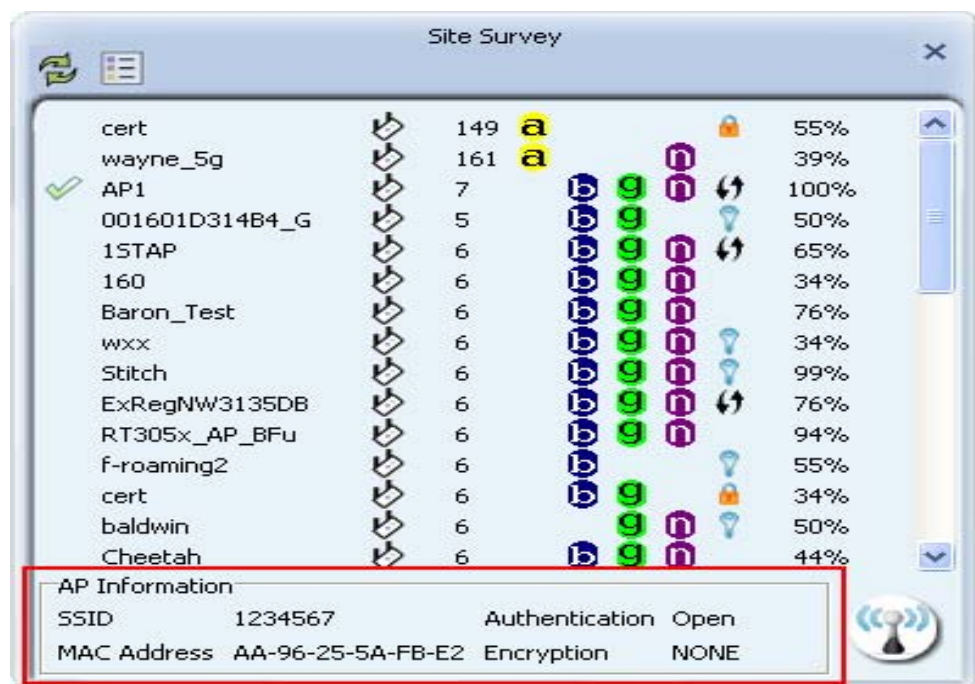 Site Survey
cert 149 a 55%
wayne_5g 161 a n 39%
AP1 7 b g n 100%
001601D314B4_G 5 b g 50%
1STAP 6 b g n 65%
160 6 b g n 34%
Baron_Test 6 b g n 76%
wxx 6 b g n 34%
Stitch 6 b g n 99%
ExRegNW3135DB 6 b g n 76%
RT305x_AP_BFu 6 b g n 94%
f-roaming2 6 b 55%
cert 6 b g 34%
baldwin 6 g n 50%
Cheetah 6 b g n 44%
AP Information
SSID 1234567 Authentication Open
MAC Address AA-96-25-5A-FB-E2 Encryption NONE